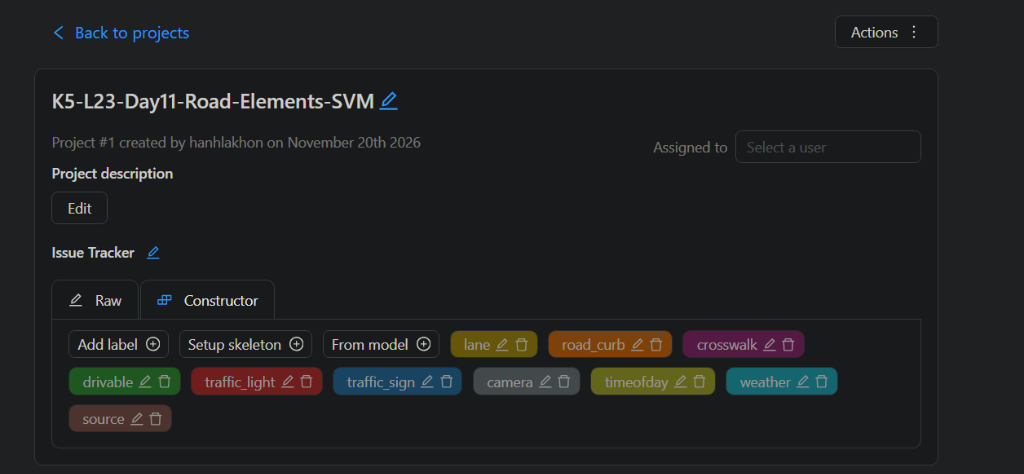 Back to projects
Actions
K5-L23-Day11-Road-Elements-SVM
Project #1 created by hanhlakhon on November 20th 2026
Assigned to Select a user
Project description
Edit
Issue Tracker
Raw Constructor
Add label Setup skeleton From model lane road_curb crosswalk
drivable traffic_light traffic_sign camera timeofday weather
source